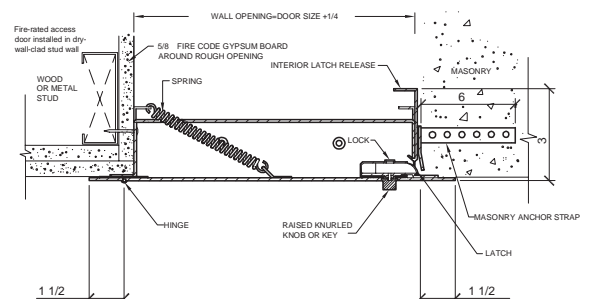 WALL OPENING=DOOR SIZE +1/4
Fire-rated access
door installed in dry-
wall-clad stud wall
5/8 FIRE CODE GYPSUM BOARD
AROUND ROUGH OPENING
INTERIOR LATCH RELEASE
MASONRY
WOOD
OR METAL
STUD
SPRING
6
LOCK
3
HINGE
RAISED KNURLED
KNOB OR KEY
MASONRY ANCHOR STRAP
LATCH
1 1/2
1 1/2